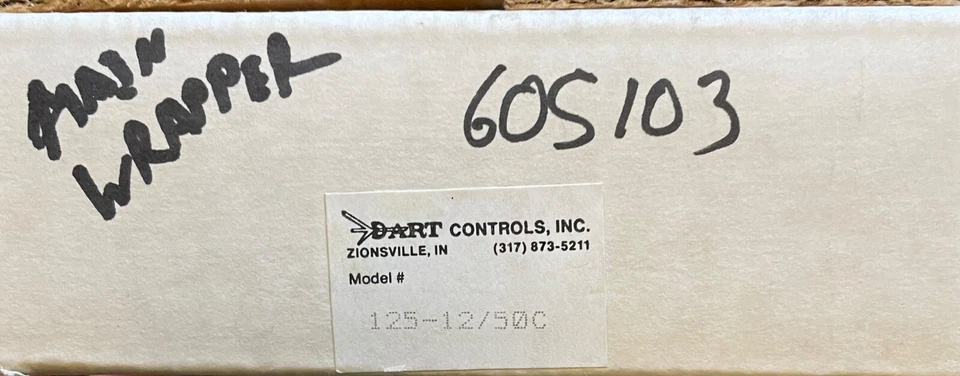 MAIN
WRAPPER
605103
DART CONTROLS, INC.
ZIONSVILLE, IN (317) 873-5211
Model #
125-12/50C